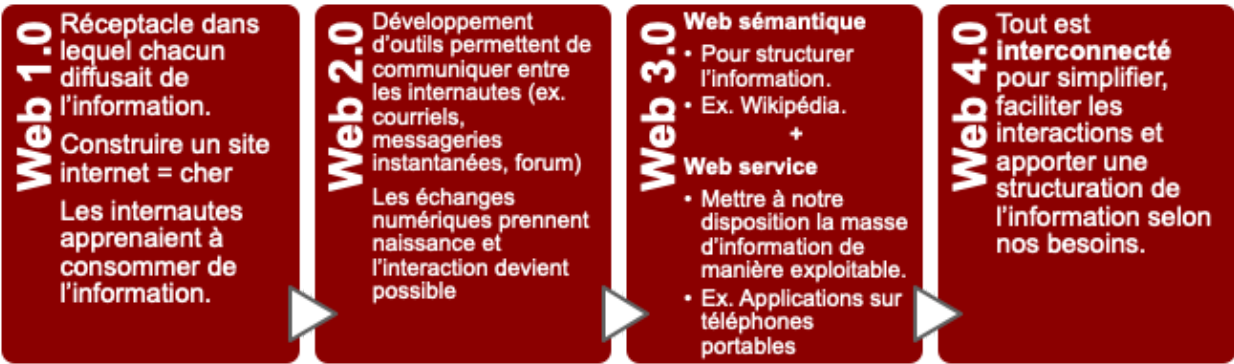 Web 1.0
Réceptacle dans
lequel chacun
diffusait de
l'information.
Construire un site
internet = cher
Les internautes
apprenaient à
consommer de
l'information.
Web 2.0
Développement
d'outils permettent de
communiquer entre
les internautes (ex.
courriels,
messageries
instantanées, forum)
Les échanges
numériques prennent
naissance et
l'interaction devient
possible
Web 3.0
Web sémantique
• Pour structurer
l'information.
• Ex. Wikipédia.
+
Web service
• Mettre à notre
disposition la masse
d'information de
manière exploitable.
• Ex. Applications sur
téléphones
portables
Web 4.0
Tout est
interconnecté
pour simplifier,
faciliter les
interactions et
apporter une
structuration de
l'information selon
nos besoins.